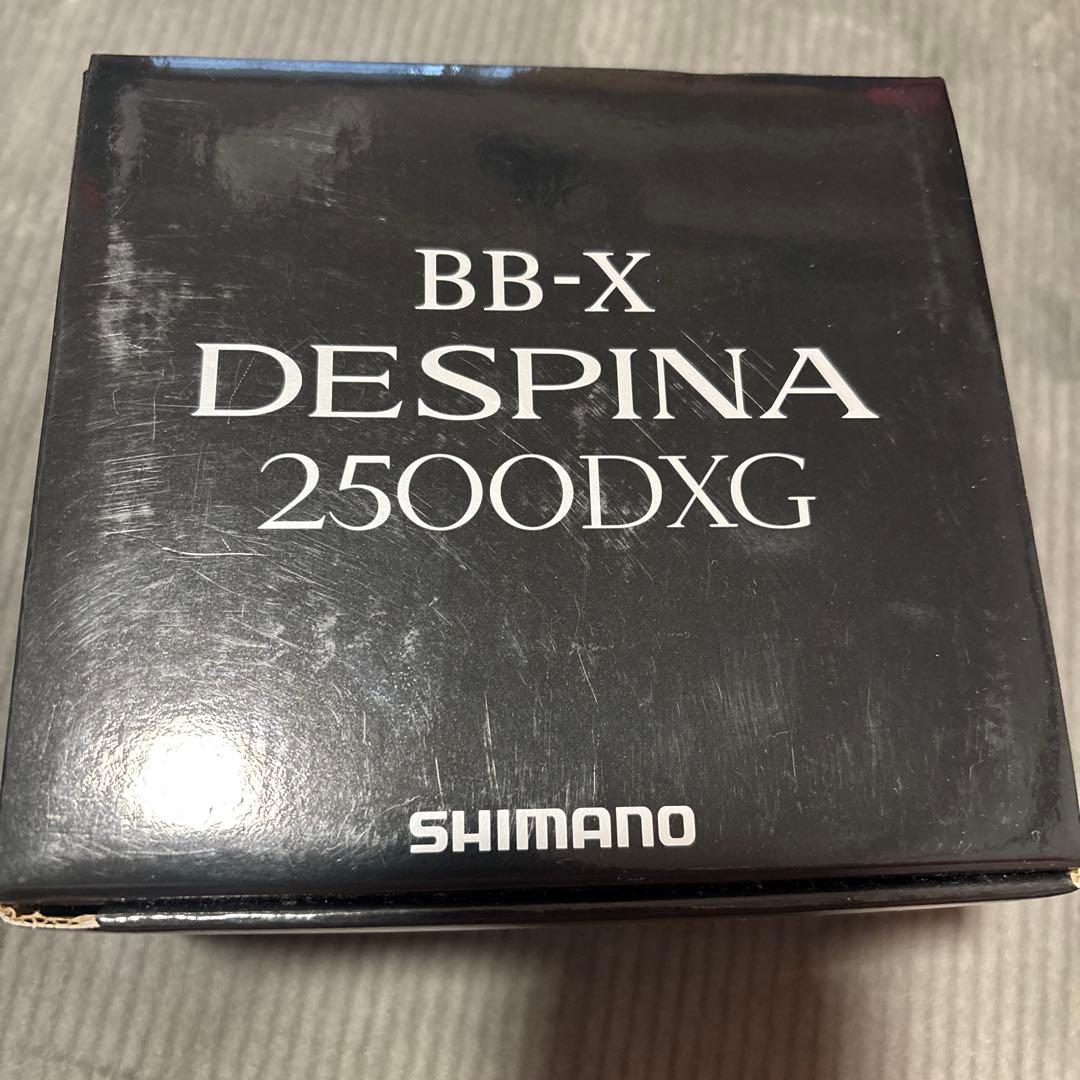 BB-X
DESPINA
2500DXG
SHIMANO